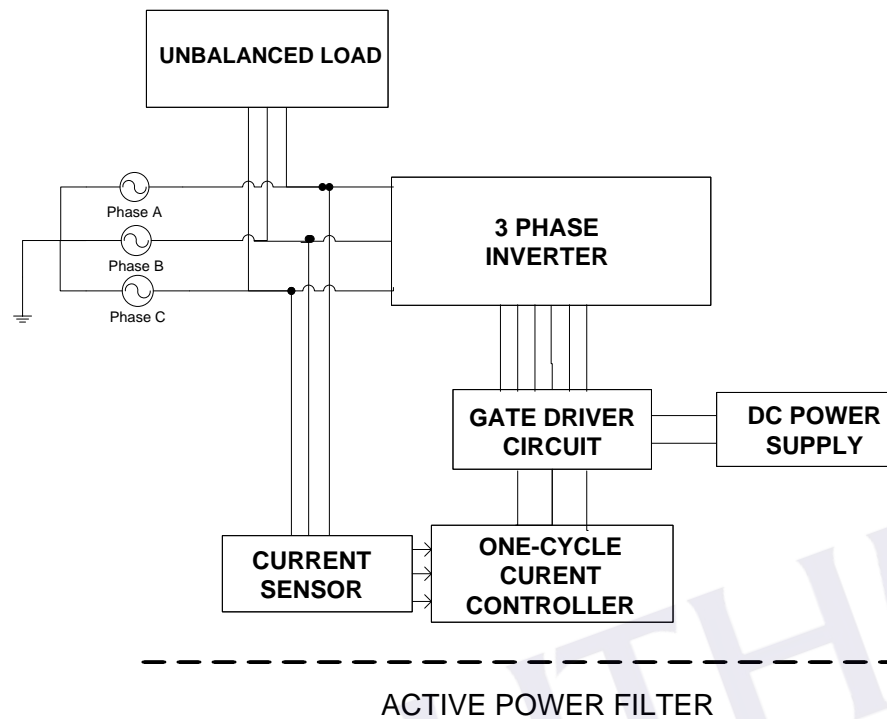 UNBALANCED LOAD
Phase A
Phase B
Phase C
3 PHASE
INVERTER
GATE DRIVER
CIRCUIT
DC POWER
SUPPLY
CURRENT
SENSOR
ONE-CYCLE
CURENT
CONTROLLER
ACTIVE POWER FILTER